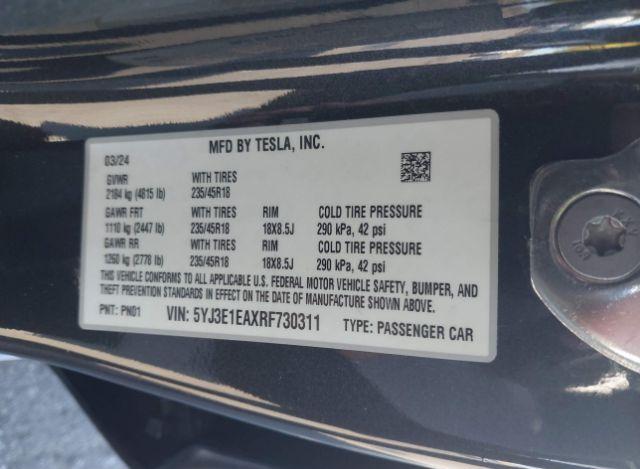 MFD BY TESLA, INC.
03/24
GVWR WITH TIRES
2184 kg (4815 lb) 235/45R18
GAWR FRT WITH TIRES RIM COLD TIRE PRESSURE
1110 kg (2447 lb) 235/45R18 18X8.5J 290 kPa, 42 psi
GAWR RR WITH TIRES RIM COLD TIRE PRESSURE
1260 kg (2778 lb) 235/45R18 18X8.5J 290 kPa, 42 psi
THIS VEHICLE CONFORMS TO ALL APPLICABLE U.S. FEDERAL MOTOR VEHICLE SAFETY, BUMPER, AND
THEFT PREVENTION STANDARDS IN EFFECT ON THE DATE OF MANUFACTURE SHOWN ABOVE.
PNT: PN01 VIN: 5YJ3E1EAXRF730311 TYPE: PASSENGER CAR